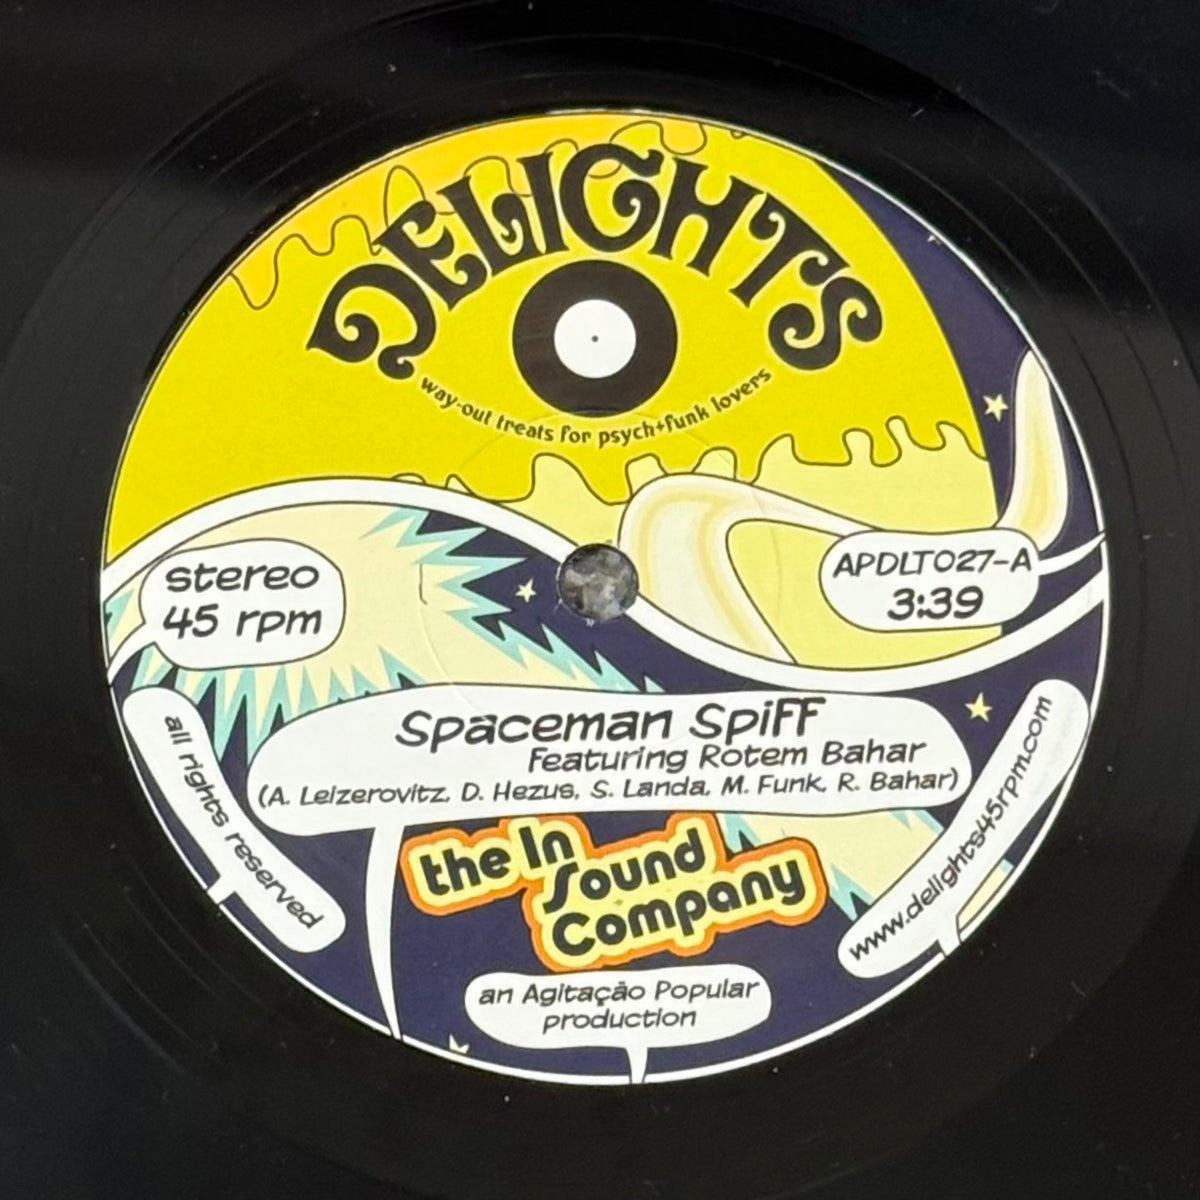 DELIGHTS
way-out treats for psych+funk lovers
stereo
45 rpm
APDLT027-A
3:39
Spaceman Spiff
Featuring Rotem Bahar
(A. Leizerovitz, D. Hezus, S. Landa, M. Funk, R. Bahar)
all rights reserved
www.delights45rpm.com
the In
Sound
Company
an Agitação Popular
production